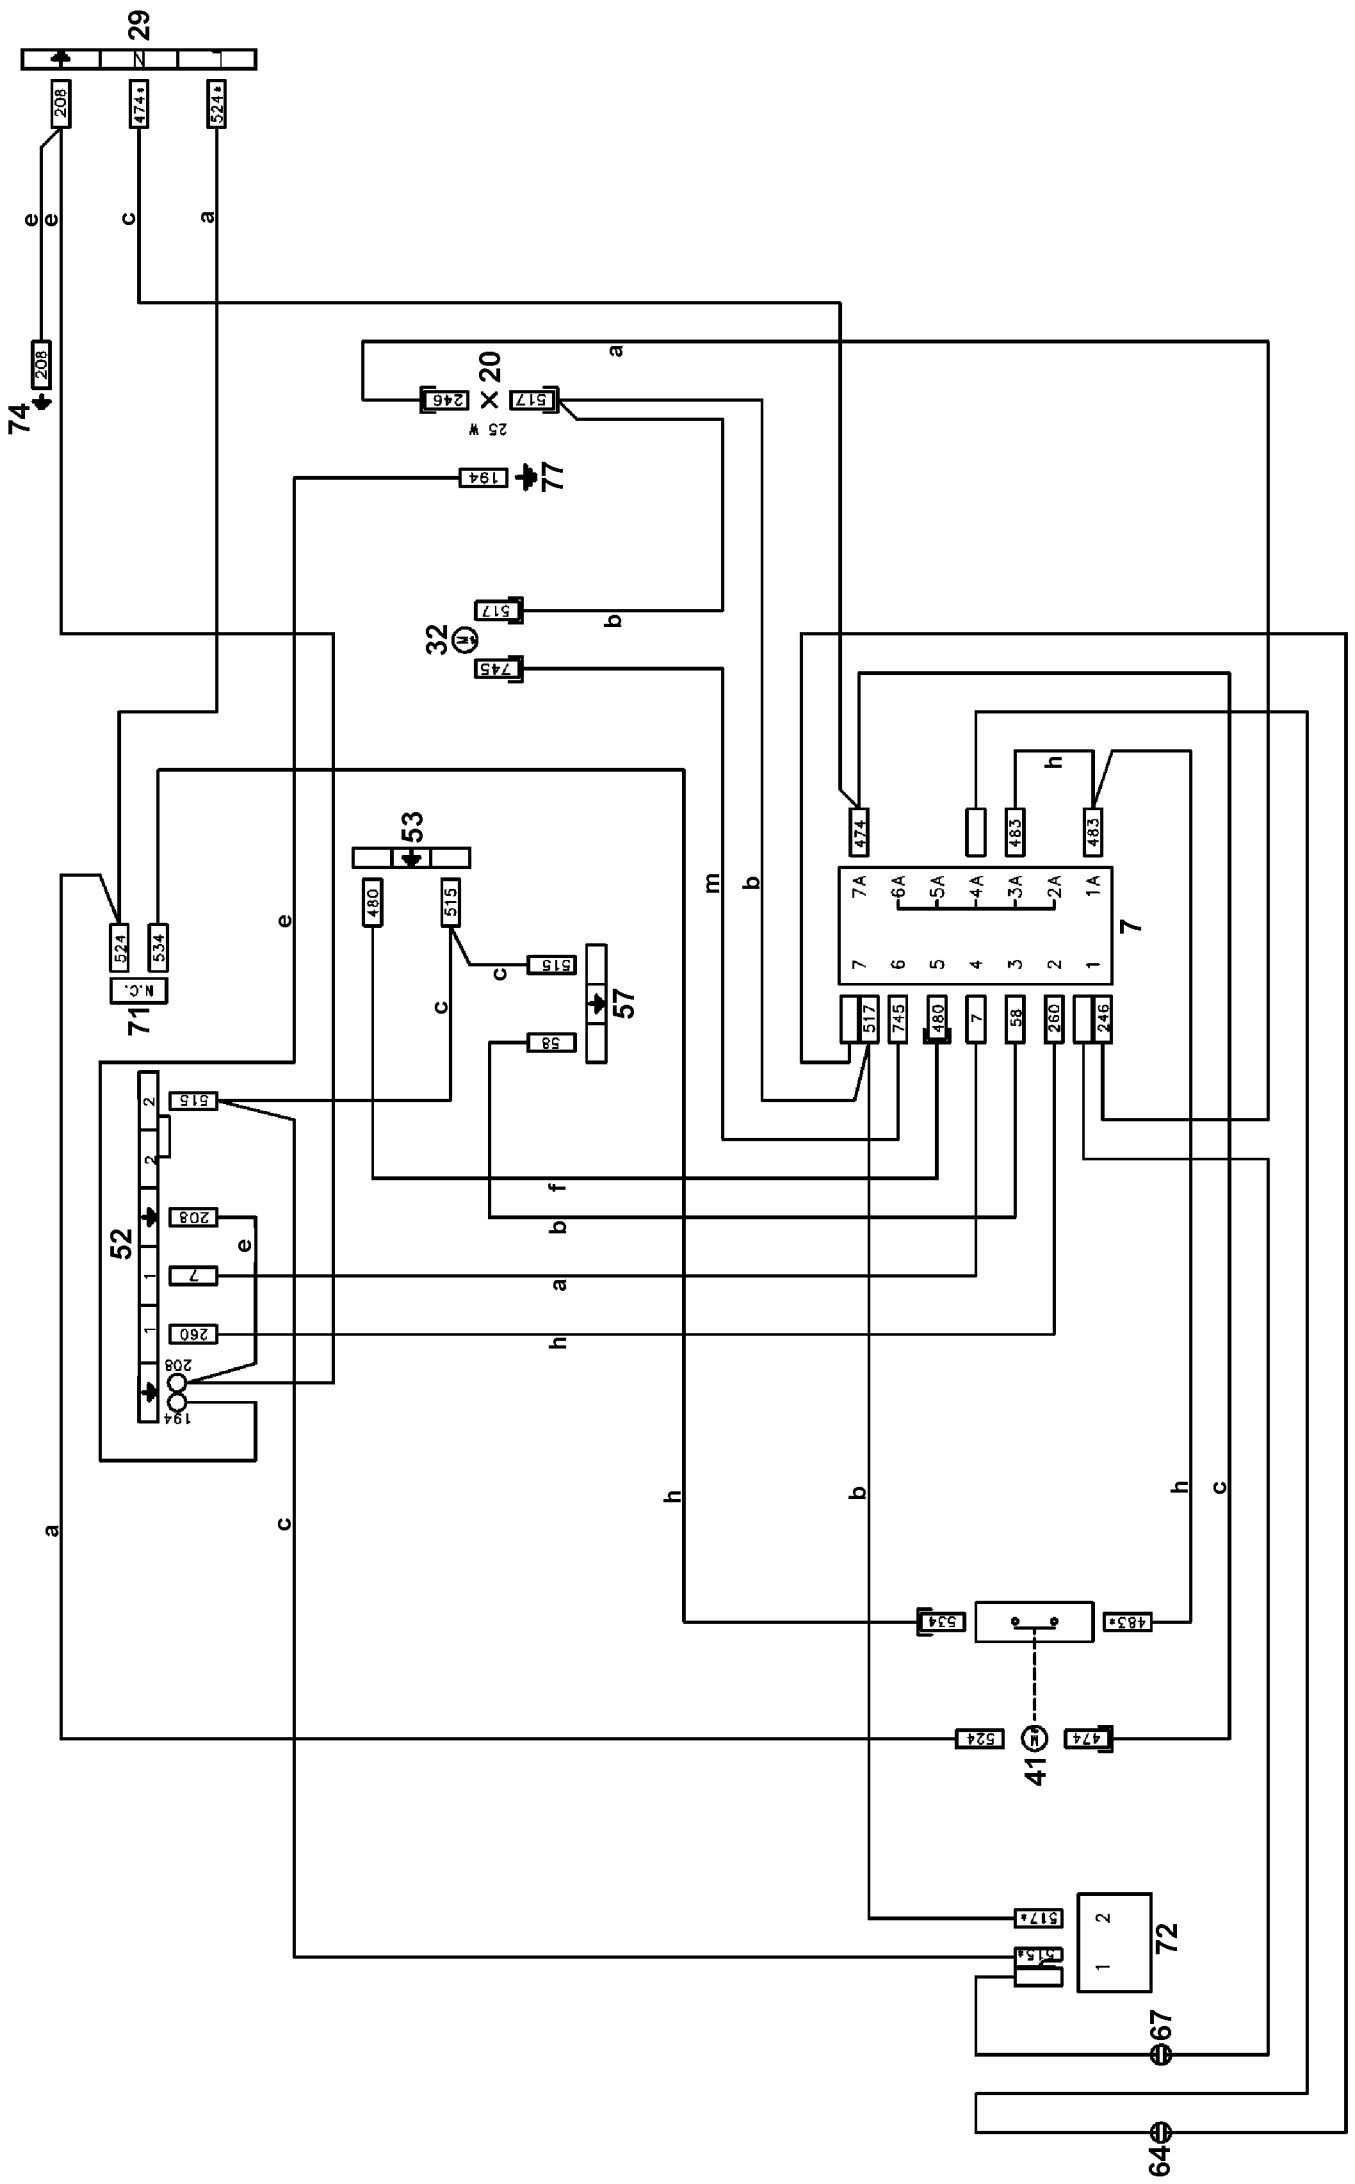 29
N
L
208
474*
524*
e
e
c
a
208
74
a
246
20
517
25 W
194
77
517
32
M
745
b
524
534
N.C.
71
53
480
515
c
515
57
58
c
e
m
b
474
483
483
h
7A
6A
5A
4A
3A
2A
1A
7
6
5
4
3
2
1
7
517
745
480
7
58
260
246
2
2
1
1
52
515
208
7
260
208
194
e
f
b
a
h
a
c
h
b
h
c
534
483*
524
M
474
41
517*
515*
1
2
72
67
64